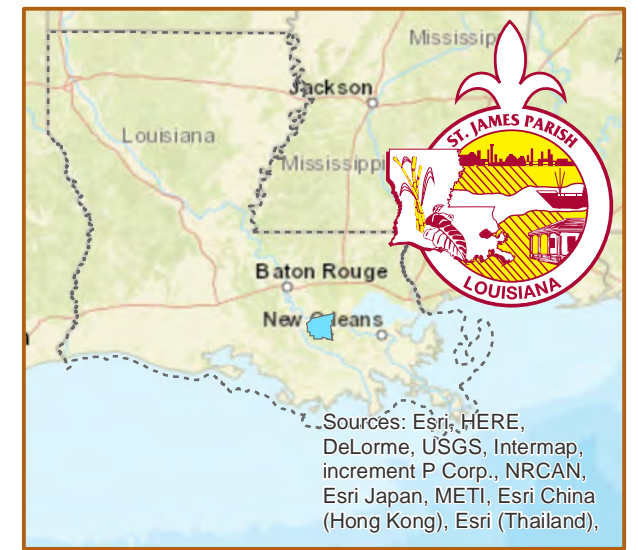 Mississip
Jackson
Louisiana
Mississippi
ST. JAMES PARISH
LOUISIANA
Baton Rouge
New Orleans
Sources: Esri, HERE,
DeLorme, USGS, Intermap,
increment P Corp., NRCAN,
Esri Japan, METI, Esri China
(Hong Kong), Esri (Thailand),